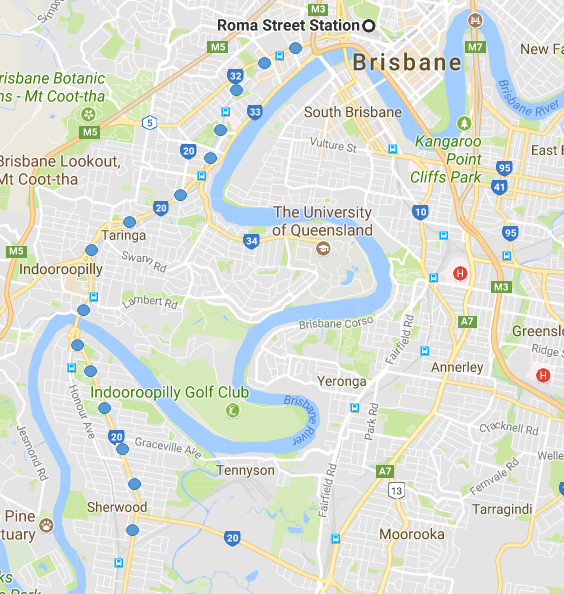 Simps
M3
Roma Street Station
M5
M7
Brisbane
New Fa
Brisbane Botanic
ns - Mt Coot-tha
32
33
South Brisbane
Brisbane River
5
M5
Vulture St
Kangaroo
Point
Cliffs Park
East B
Brisbane Lookout,
Mt Coot-tha
20
95
41
20
The University
of Queensland
10
95
Taringa
34
M5
Indooroopilly
Swann Rd
H
M3
Lambert Rd
Brisbane Corso
Fairfield Rd
A7
Greenslo
Ridge S
Annerley
H
Yeronga
Indooroopilly Golf Club
Honour Ave
Brisbane
River
Park Rd
Cracknell Rd
20
Graceville Ave
Jesmond Rd
Welle
Tennyson
A7
Fairfield Rd
Fernvale Rd
13
Sherwood
Tarragindi
Pine
tuary
20
Moorooka
ks
e Park